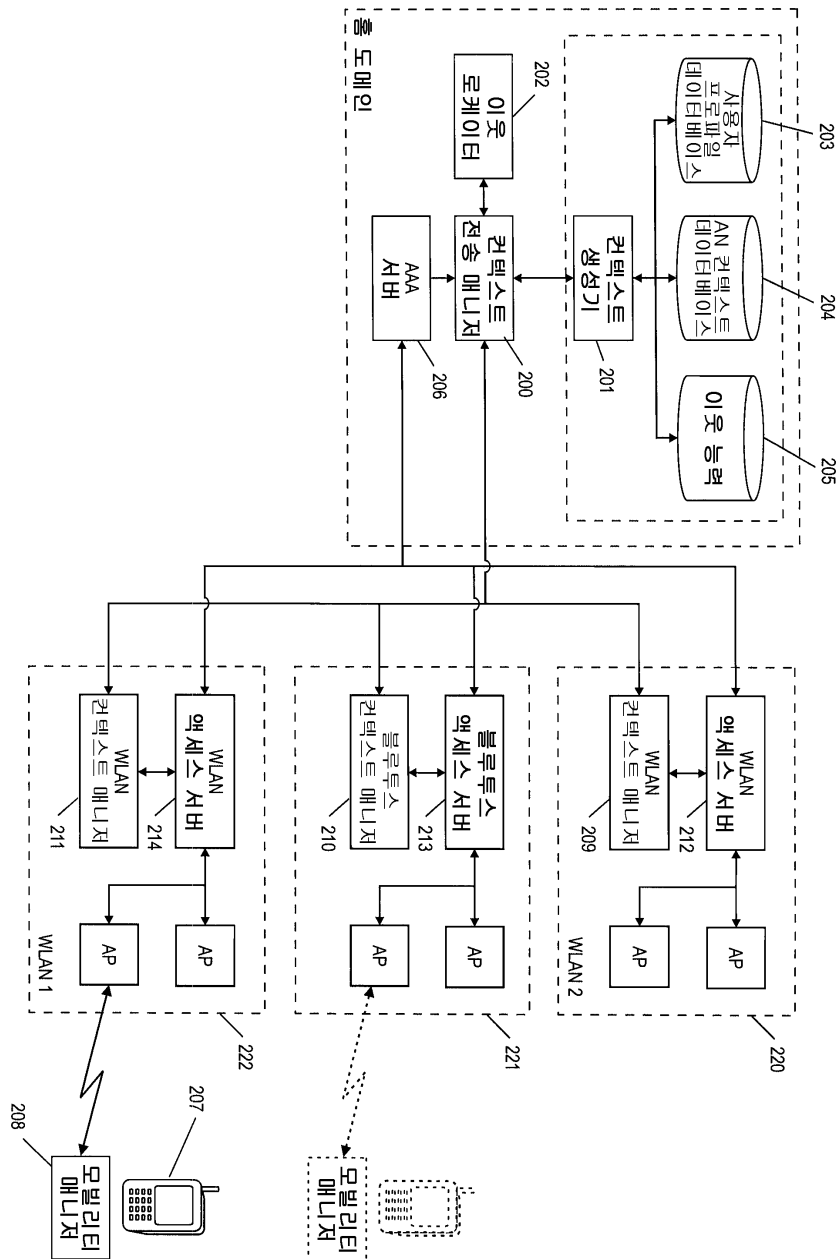 203
사용자
프로파일
데이터베이스
204
AN 컨텍스트
데이터베이스
205
이웃 능력
컨텍스트
생성기
201
202
이웃
로케이터
컨텍스트
전송 매니저
200
AAA
서버
206
홈 도메인
WLAN
액세스 서버
212
WLAN
컨텍스트 매니저
209
AP
AP
WLAN 2
220
블루투스
액세스 서버
213
블루투스
컨텍스트 매니저
210
AP
AP
221
WLAN
액세스 서버
214
WLAN
컨텍스트 매니저
211
AP
AP
WLAN 1
222
모빌리티
매니저
207
208
모빌리티
매니저